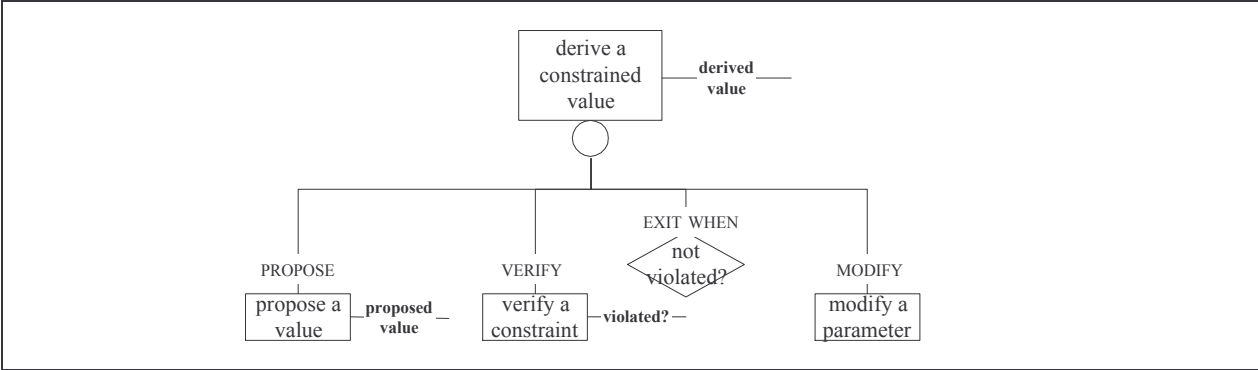 derive a
constrained
value
derived
value
EXIT WHEN
not
violated?
PROPOSE
VERIFY
MODIFY
propose a
value
proposed
value
verify a
constraint
violated?
modify a
parameter